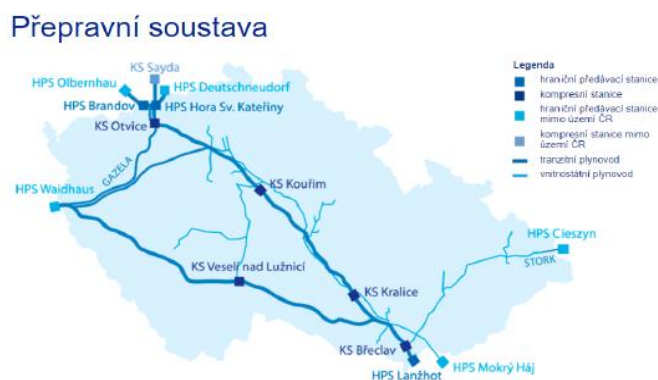 Přepravní soustava
KS Sayda
HPS Olbernhau
HPS Deutschneudorf
HPS Brandov
HPS Hora Sv. Kateřiny
KS Otvice
GAZELA
HPS Waidhaus
KS Kouřim
KS Veselí nad Lužnicí
KS Kralice
HPS Cieszyn
STORK
KS Břeclav
HPS Mokrý Háj
HPS Lanžhot
Legenda
hraniční předávací stanice
kompresní stanice
hraniční předávací stanice
mimo území ČR
kompresní stanice mimo
území ČR
tranzitní plynovod
vnitrostátní plynovod